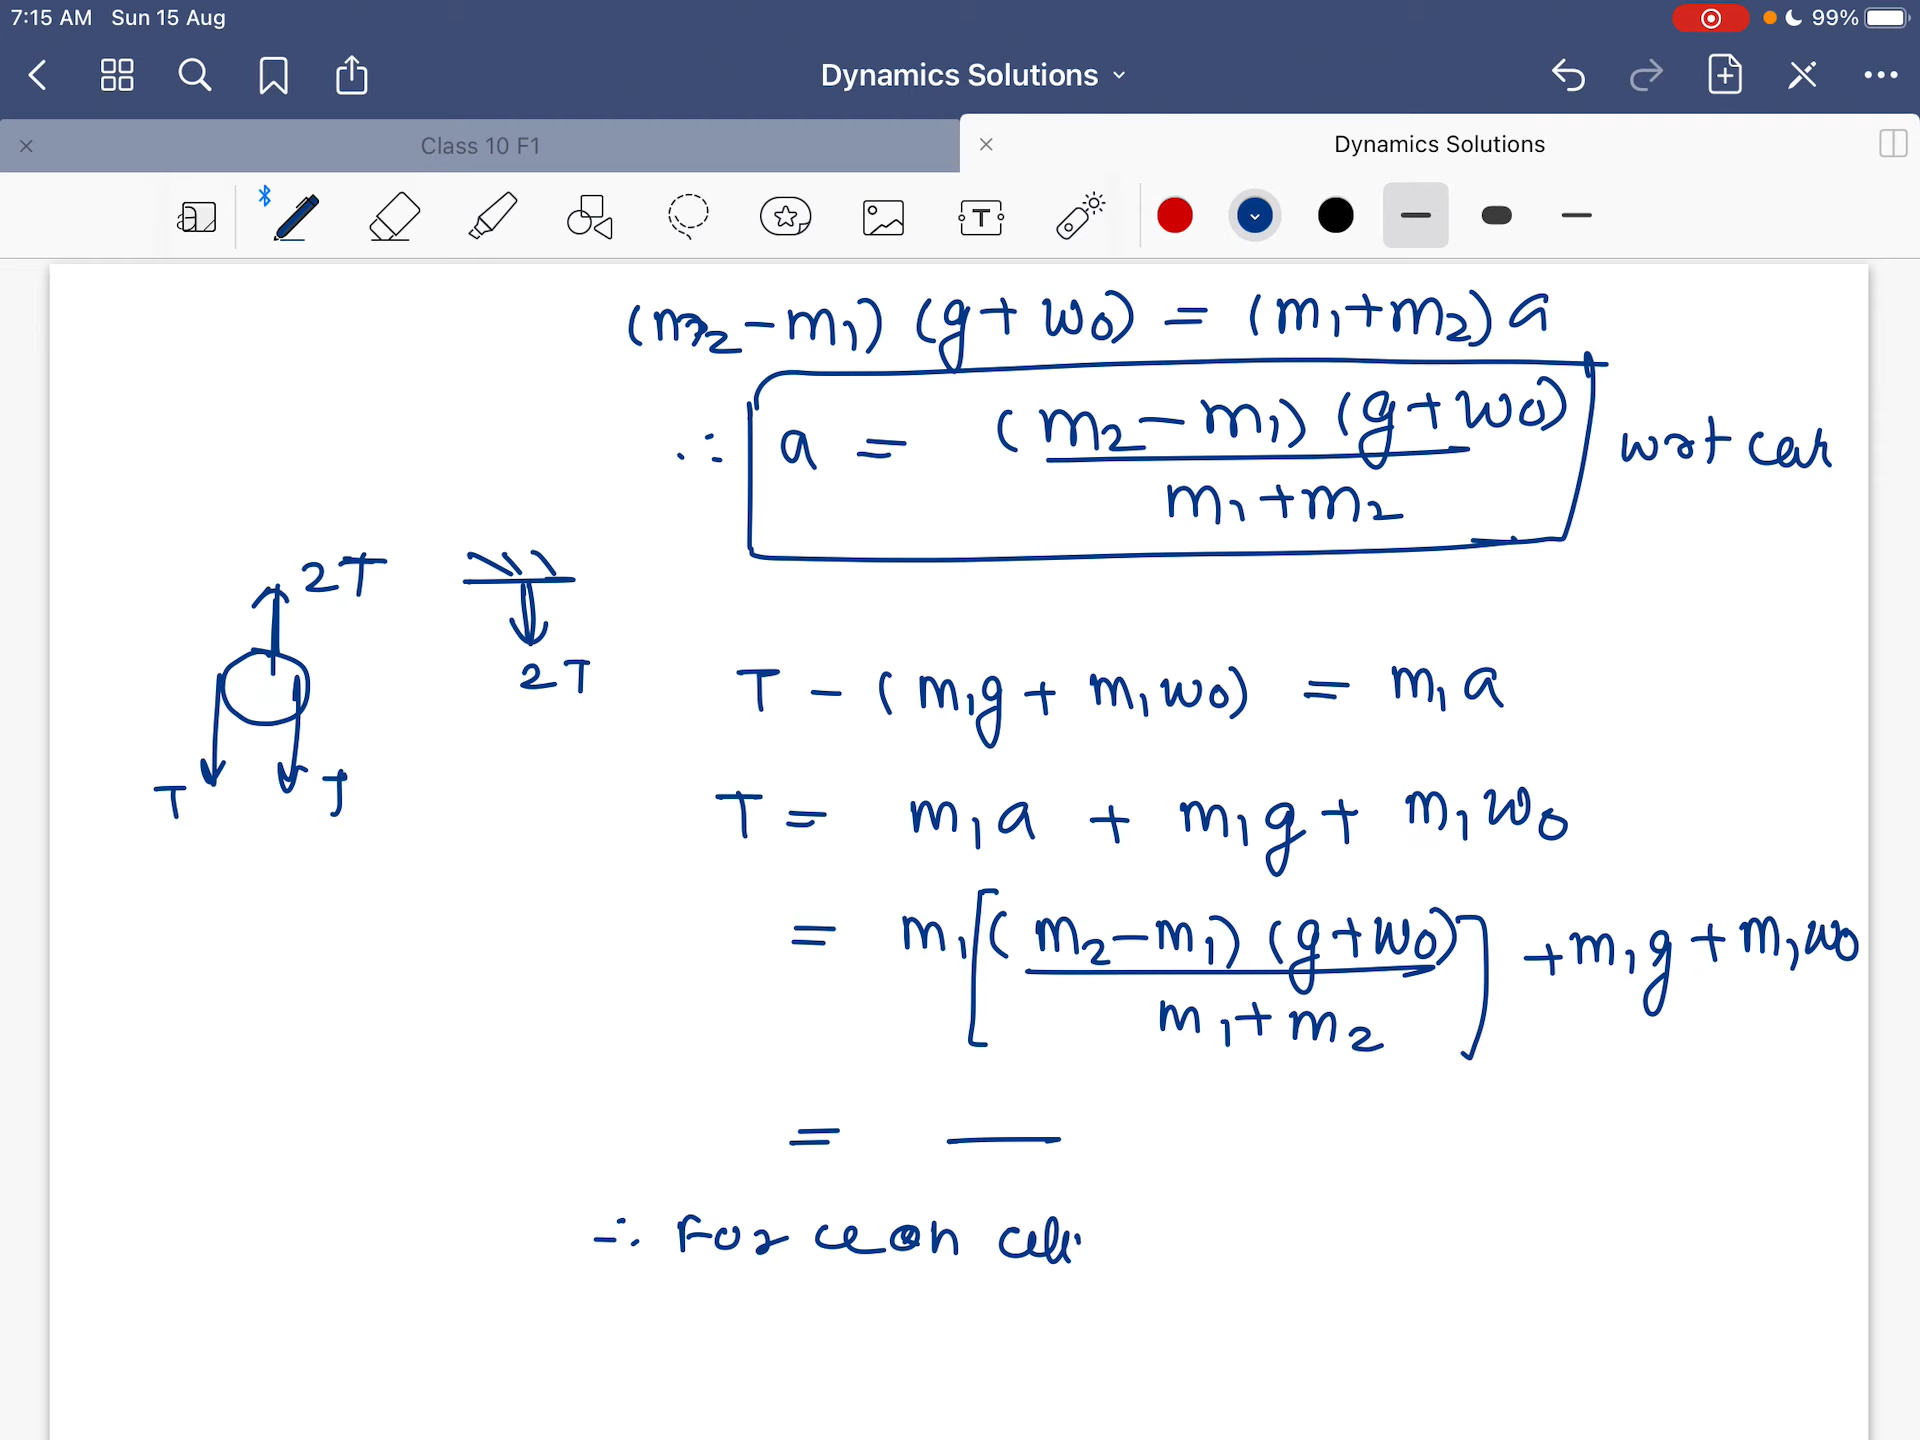 7:15 AM Sun 15 Aug
99%
Dynamics Solutions
Class 10 F1
Dynamics Solutions
(m₂ - m₁) (g + w₀) = (m₁ + m₂) a
∴ a = (m₂ - m₁) (g + w₀) wrt car
m₁ + m₂
2T
2T
T - (m₁g + m₁w₀) = m₁a
T T
T = m₁a + m₁g + m₁w₀
= m₁ [(m₂ - m₁) (g + w₀)] + m₁g + m₁w₀
m₁ + m₂
= —
∴ For